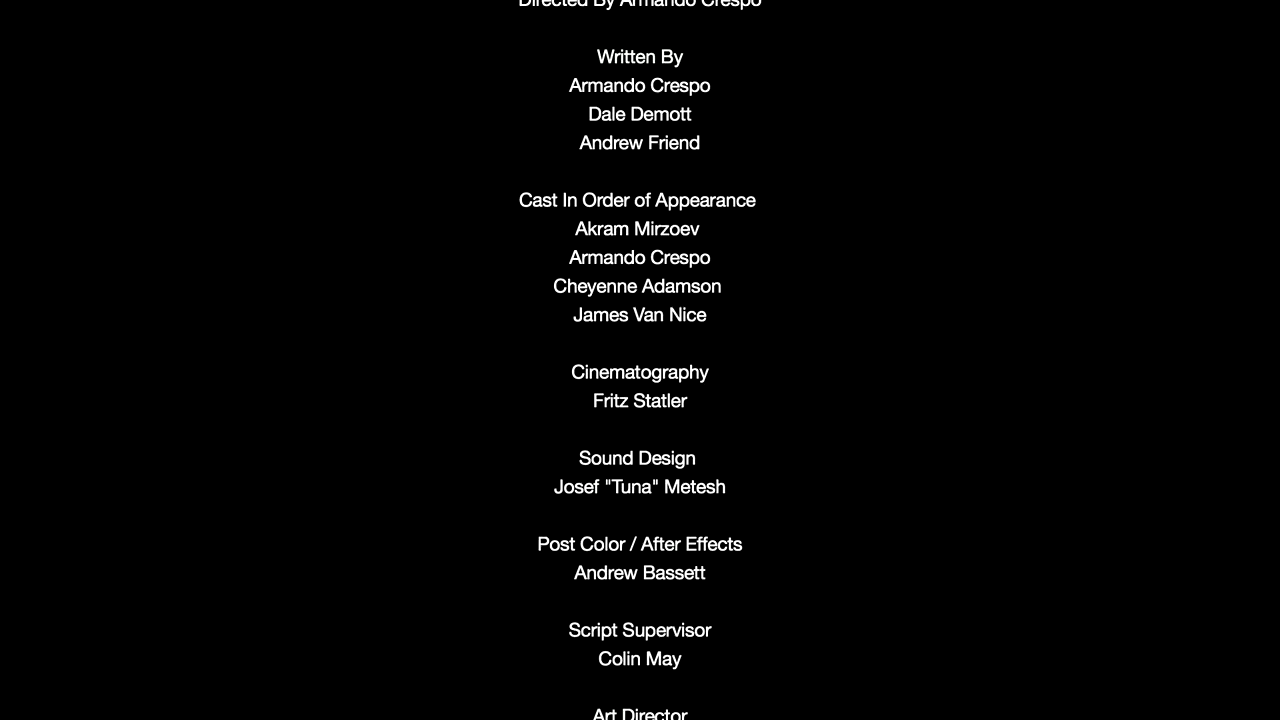 Directed By Armando Crespo
Written By
Armando Crespo
Dale Demott
Andrew Friend
Cast In Order of Appearance
Akram Mirzoev
Armando Crespo
Cheyenne Adamson
James Van Nice
Cinematography
Fritz Statler
Sound Design
Josef "Tuna" Metesh
Post Color / After Effects
Andrew Bassett
Script Supervisor
Colin May
Art Director